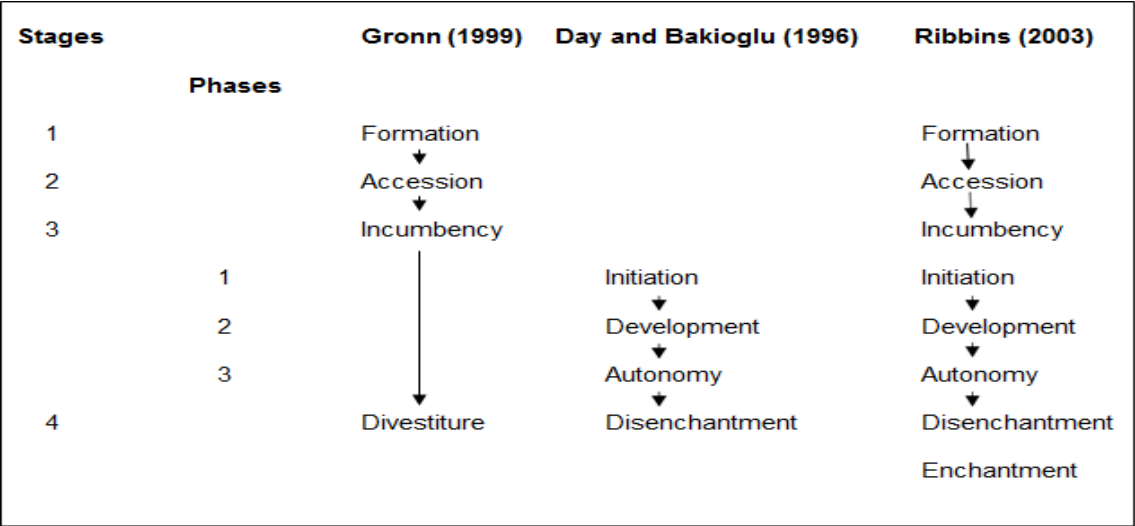 Stages Gronn (1999) Day and Bakioglu (1996) Ribbins (2003)
Phases
1 Formation Formation
2 Accession Accession
3 Incumbency Incumbency
1 Initiation Initiation
2 Development Development
3 Autonomy Autonomy
4 Divestiture Disenchantment Disenchantment
Enchantment